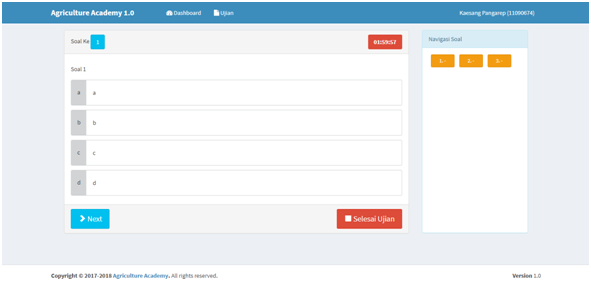 Agriculture Academy 1.0 Dashboard Ujian Kaesang Pangarep (11090674)
Soal Ke 1 01:59:57
Soal 1
a a
b b
c c
d d
Next Selesai Ujian
Navigasi Soal
1. - 2. - 3. -
Copyright © 2017-2018 Agriculture Academy. All rights reserved. Version 1.0